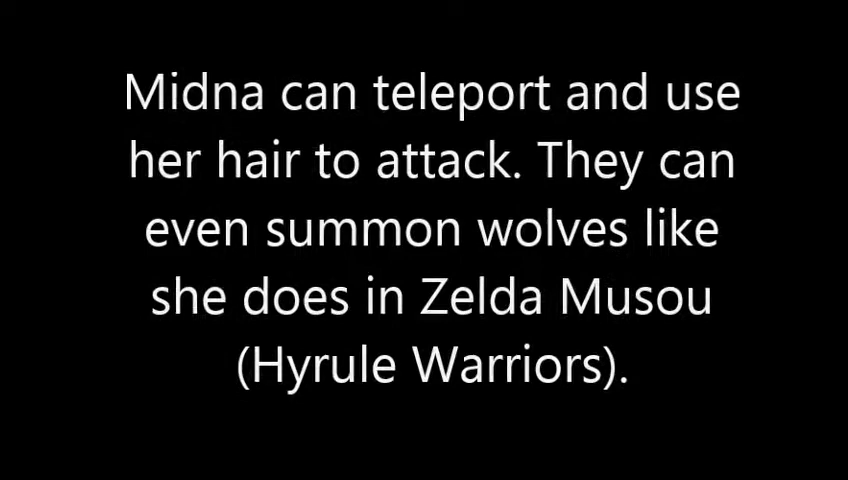 Midna can teleport and use
her hair to attack. They can
even summon wolves like
she does in Zelda Musou
(Hyrule Warriors).